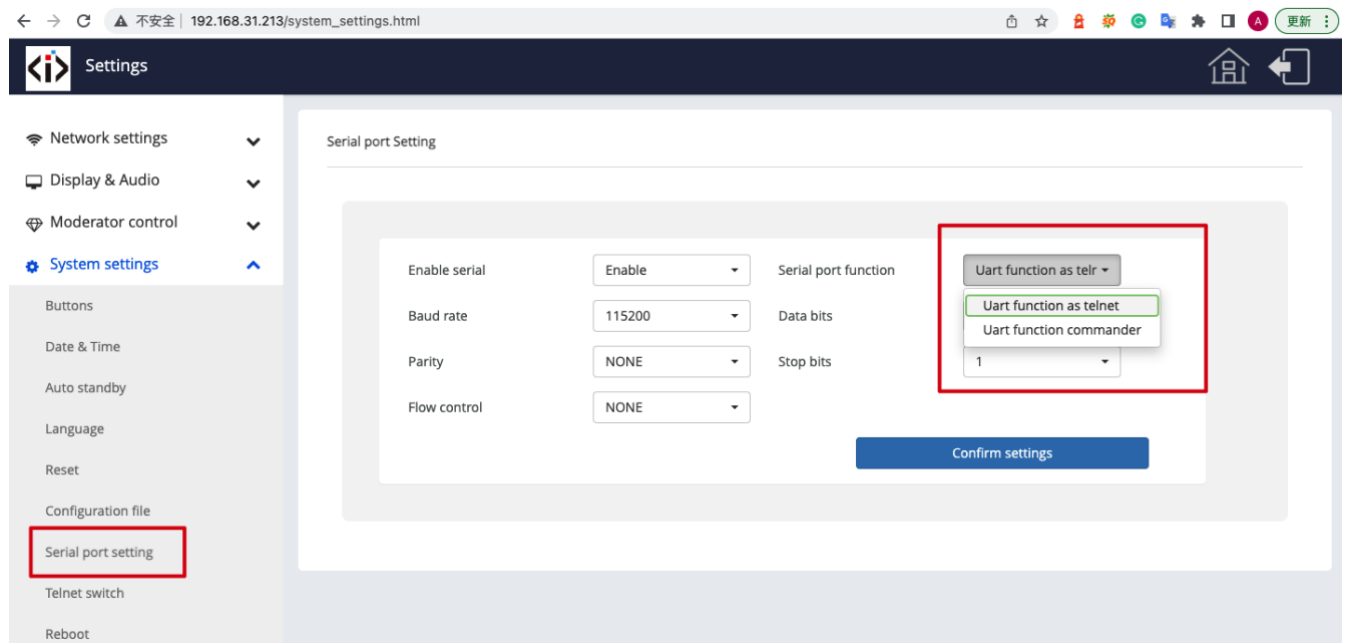 不安全 | 192.168.31.213/system_settings.html
A
更新
<i> Settings
Network settings
Display & Audio
Moderator control
System settings
Buttons
Date & Time
Auto standby
Language
Reset
Configuration file
Serial port setting
Telnet switch
Reboot
Serial port Setting
Enable serial Enable Serial port function Uart function as telr
Uart function as telnet
Uart function commander
Baud rate 115200 Data bits
Parity NONE Stop bits 1
Flow control NONE
Confirm settings